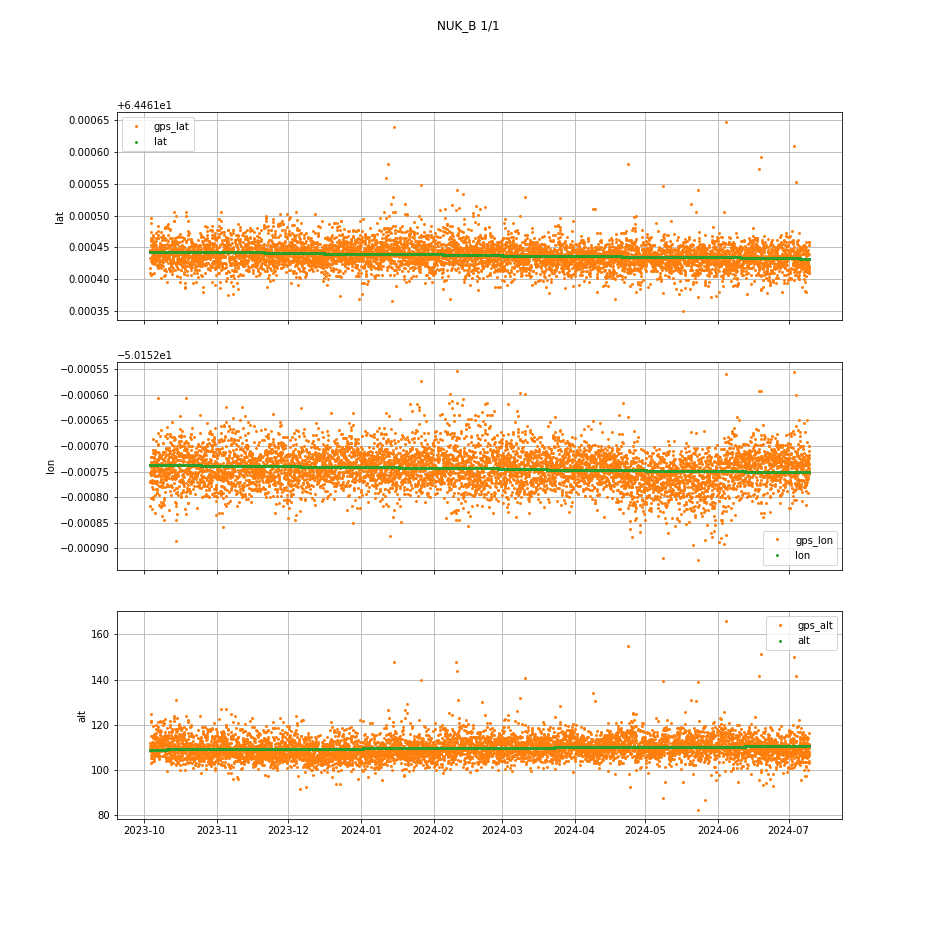 NUK_B 1/1
+6.4461e1
0.00065
0.00060
0.00055
0.00050
0.00045
0.00040
0.00035
lat
gps_lat
lat
−5.0152e1
−0.00055
−0.00060
−0.00065
−0.00070
−0.00075
−0.00080
−0.00085
−0.00090
lon
gps_lon
lon
160
140
120
100
80
alt
gps_alt
alt
2023-10 2023-11 2023-12 2024-01 2024-02 2024-03 2024-04 2024-05 2024-06 2024-07